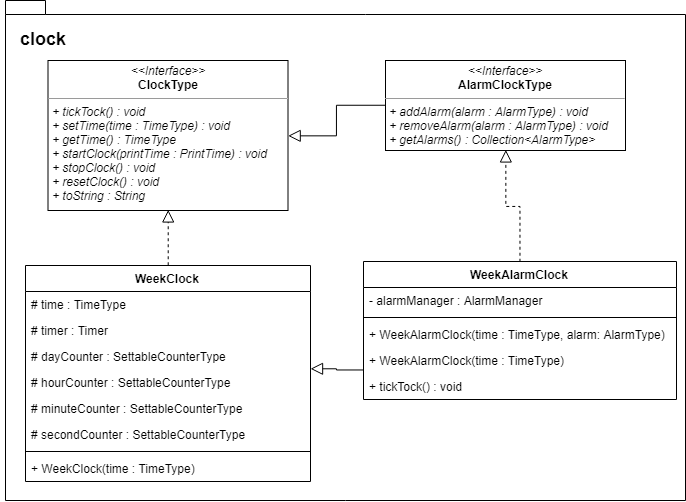 clock
<<Interface>>
ClockType
+ tickTock() : void
+ setTime(time : TimeType) : void
+ getTime() : TimeType
+ startClock(printTime : PrintTime) : void
+ stopClock() : void
+ resetClock() : void
+ toString : String
<<Interface>>
AlarmClockType
+ addAlarm(alarm : AlarmType) : void
+ removeAlarm(alarm : AlarmType) : void
+ getAlarms() : Collection<AlarmType>
WeekClock
# time : TimeType
# timer : Timer
# dayCounter : SettableCounterType
# hourCounter : SettableCounterType
# minuteCounter : SettableCounterType
# secondCounter : SettableCounterType
+ WeekClock(time : TimeType)
WeekAlarmClock
- alarmManager : AlarmManager
+ WeekAlarmClock(time : TimeType, alarm: AlarmType)
+ WeekAlarmClock(time : TimeType)
+ tickTock() : void